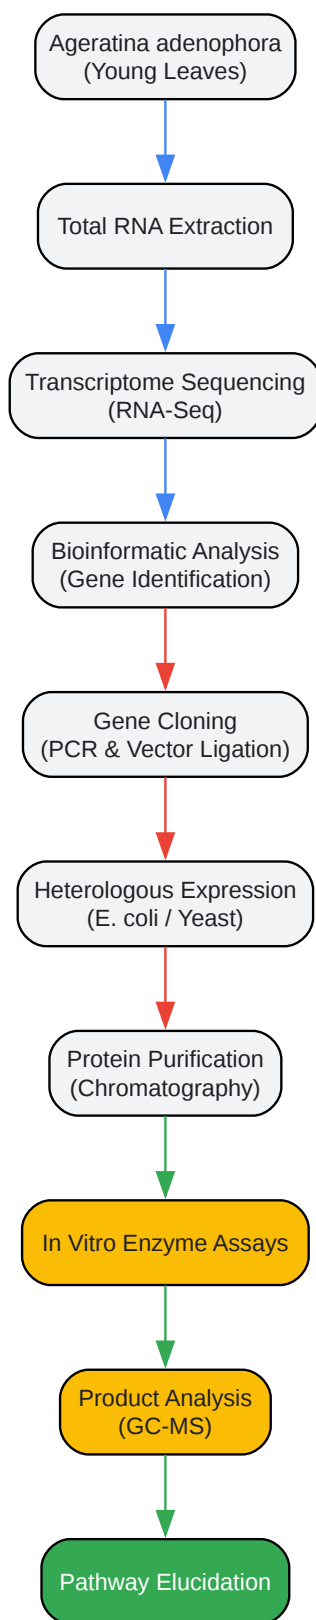 Ageratina adenophora
(Young Leaves)
Total RNA Extraction
Transcriptome Sequencing
(RNA-Seq)
Bioinformatic Analysis
(Gene Identification)
Gene Cloning
(PCR & Vector Ligation)
Heterologous Expression
(E. coli / Yeast)
Protein Purification
(Chromatography)
In Vitro Enzyme Assays
Product Analysis
(GC-MS)
Pathway Elucidation